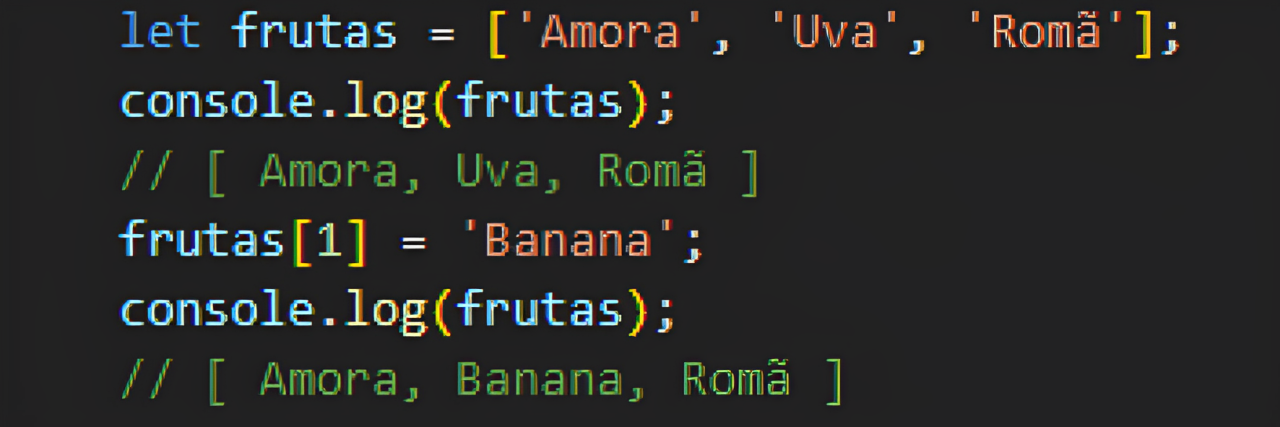 let frutas = ['Amora', 'Uva', 'Romã'];
console.log(frutas);
// [ Amora, Uva, Romã ]
frutas[1] = 'Banana';
console.log(frutas);
// [ Amora, Banana, Romã ]